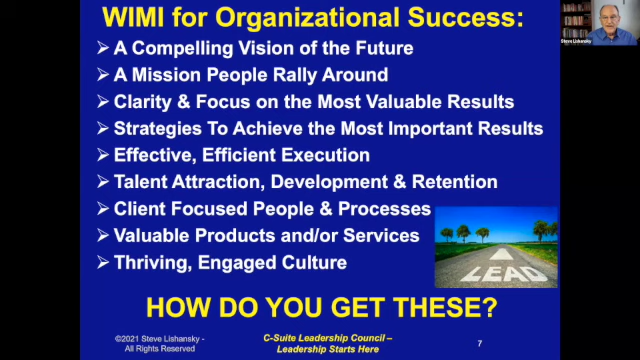 WIMI for Organizational Success:
➢ A Compelling Vision of the Future
➢ A Mission People Rally Around
➢ Clarity & Focus on the Most Valuable Results
➢ Strategies To Achieve the Most Important Results
➢ Effective, Efficient Execution
➢ Talent Attraction, Development & Retention
➢ Client Focused People & Processes
➢ Valuable Products and/or Services
➢ Thriving, Engaged Culture
LEAD
HOW DO YOU GET THESE?
©2021 Steve Lishansky -
All Rights Reserved
C-Suite Leadership Council –
Leadership Starts Here
7
Steve Lishansky